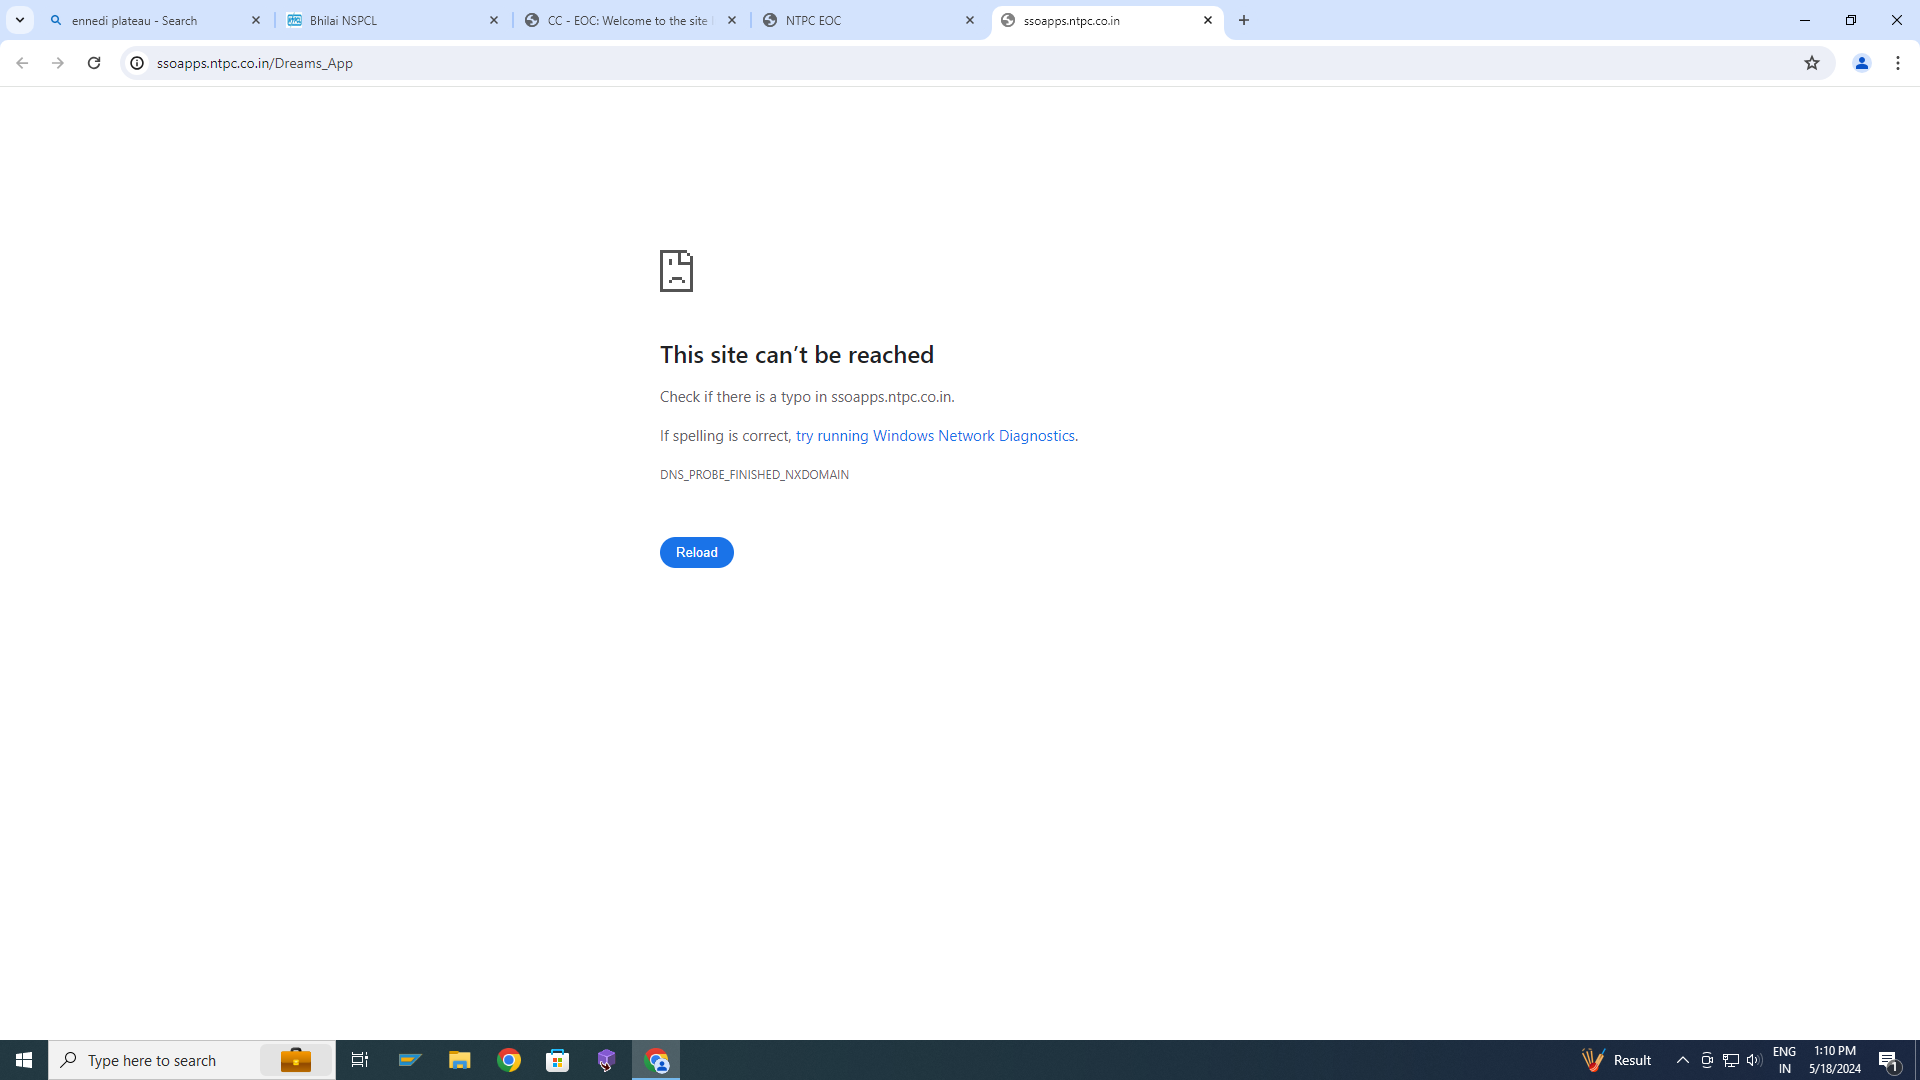 ennedi plateau - Search
Bhilai NSPCL
CC - EOC: Welcome to the site
NTPC EOC
ssoapps.ntpc.co.in
ssoapps.ntpc.co.in/Dreams_App
This site can’t be reached
Check if there is a typo in ssoapps.ntpc.co.in.
If spelling is correct, try running Windows Network Diagnostics.
DNS_PROBE_FINISHED_NXDOMAIN
Reload
Type here to search
Result
ENG
IN
1:10 PM
5/18/2024
1